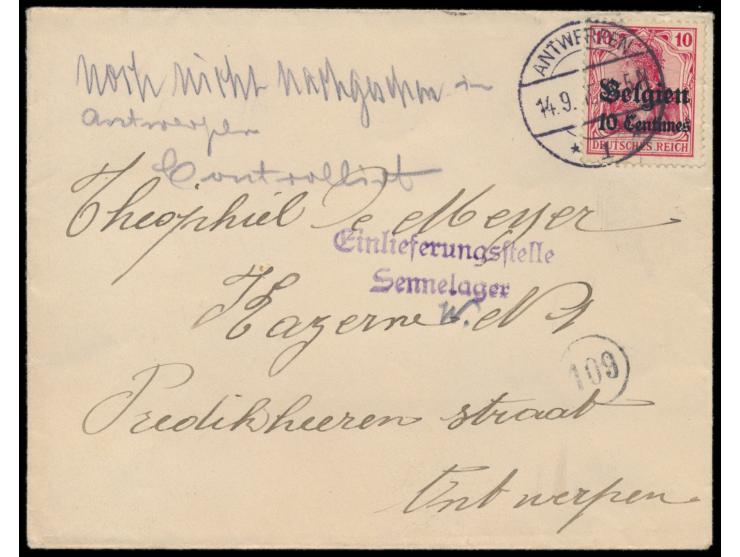 noch nicht nachgesehen in
Antwerpen
Controlliert
ANTWERPEN
14.9.
* 1
10
Belgien
10 Centimes
DEUTSCHES REICH
Theophiel De Meyer
Einlieferungsstelle
Sennelager
W.
Kazerne N 1
109
Predikheeren straat
Antwerpen